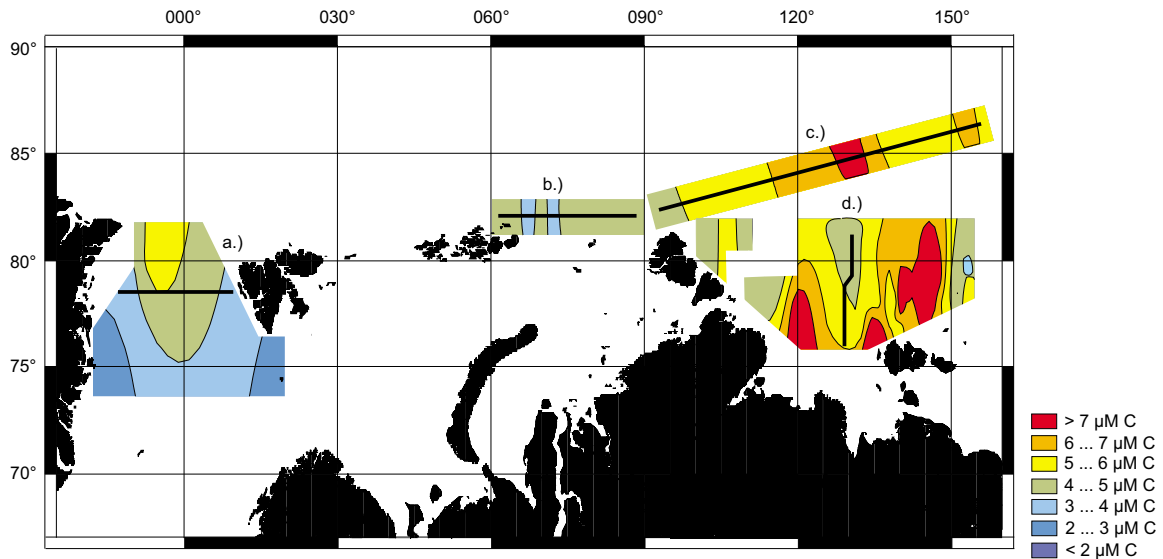 000° 030° 060° 090° 120° 150°
90°
85°
80°
75°
70°
a.)
b.)
c.)
d.)
> 7 µM C
6 ... 7 µM C
5 ... 6 µM C
4 ... 5 µM C
3 ... 4 µM C
2 ... 3 µM C
< 2 µM C